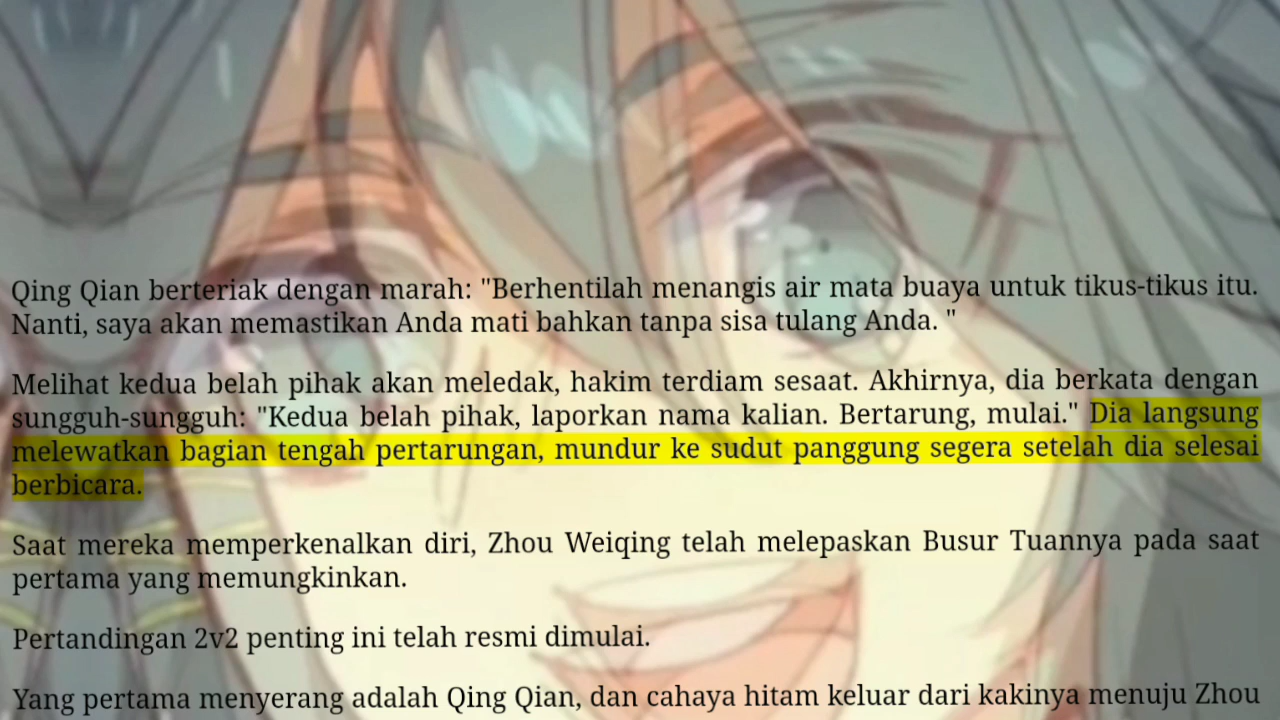 Qing Qian berteriak dengan marah: "Berhentilah menangis air mata buaya untuk tikus-tikus itu.
Nanti, saya akan memastikan Anda mati bahkan tanpa sisa tulang Anda. "
Melihat kedua belah pihak akan meledak, hakim terdiam sesaat. Akhirnya, dia berkata dengan
sungguh-sungguh: "Kedua belah pihak, laporkan nama kalian. Bertarung, mulai." Dia langsung
melewatkan bagian tengah pertarungan, mundur ke sudut panggung segera setelah dia selesai
berbicara.
Saat mereka memperkenalkan diri, Zhou Weiqing telah melepaskan Busur Tuannya pada saat
pertama yang memungkinkan.
Pertandingan 2v2 penting ini telah resmi dimulai.
Yang pertama menyerang adalah Qing Qian, dan cahaya hitam keluar dari kakinya menuju Zhou